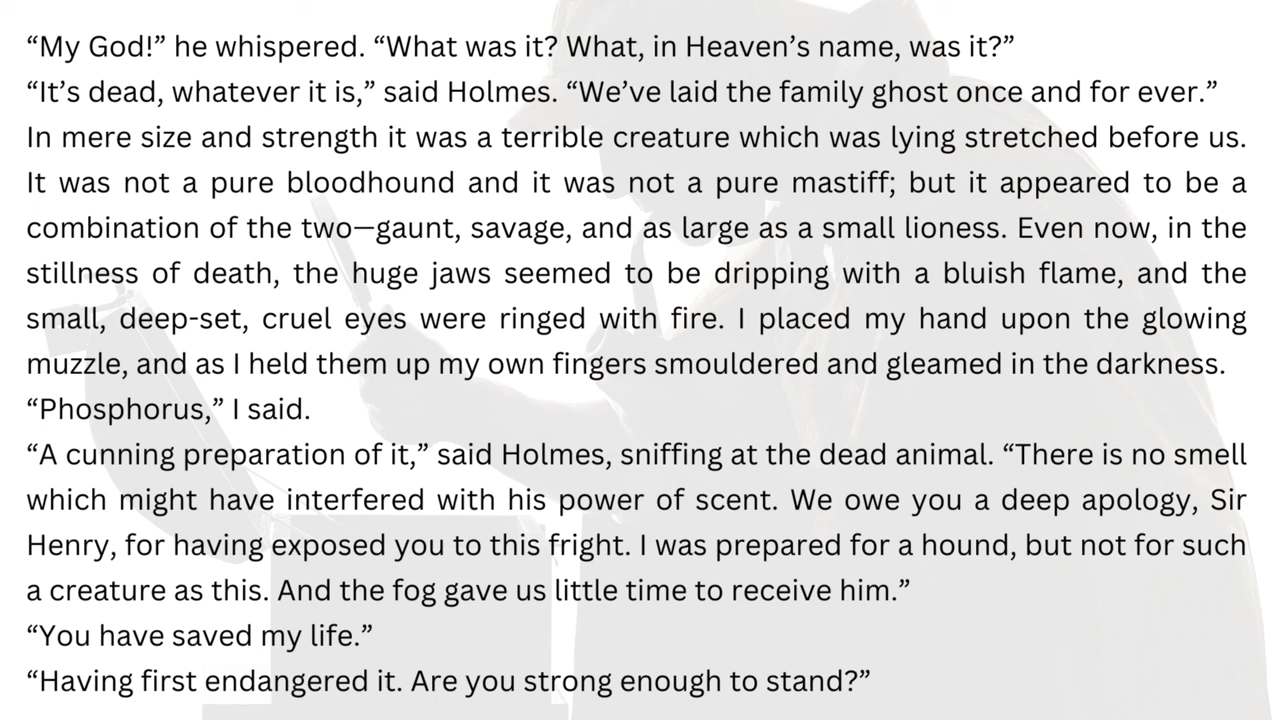 “My God!” he whispered. “What was it? What, in Heaven’s name, was it?”
“It’s dead, whatever it is,” said Holmes. “We’ve laid the family ghost once and for ever.”
In mere size and strength it was a terrible creature which was lying stretched before us.
It was not a pure bloodhound and it was not a pure mastiff; but it appeared to be a
combination of the two—gaunt, savage, and as large as a small lioness. Even now, in the
stillness of death, the huge jaws seemed to be dripping with a bluish flame, and the
small, deep-set, cruel eyes were ringed with fire. I placed my hand upon the glowing
muzzle, and as I held them up my own fingers smouldered and gleamed in the darkness.
“Phosphorus,” I said.
“A cunning preparation of it,” said Holmes, sniffing at the dead animal. “There is no smell
which might have interfered with his power of scent. We owe you a deep apology, Sir
Henry, for having exposed you to this fright. I was prepared for a hound, but not for such
a creature as this. And the fog gave us little time to receive him.”
“You have saved my life.”
“Having first endangered it. Are you strong enough to stand?”